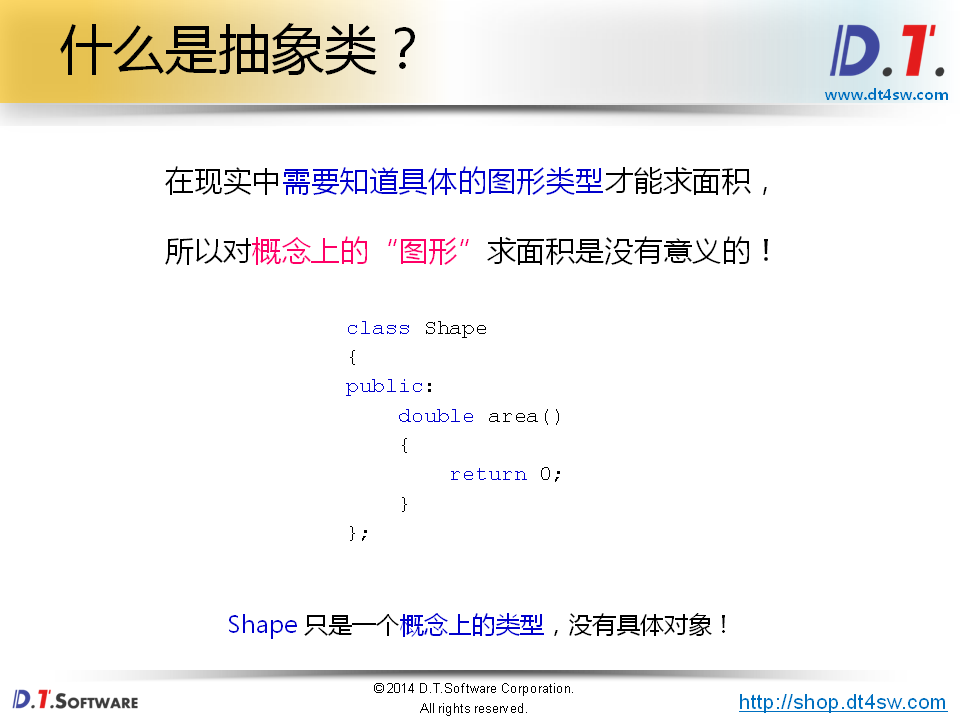 什么是抽象类？
D.T.
www.dt4sw.com
在现实中需要知道具体的图形类型才能求面积，
所以对概念上的“图形”求面积是没有意义的！
class Shape
{
public:
    double area()
    {
        return 0;
    }
};
Shape 只是一个概念上的类型，没有具体对象！
D.T.SOFTWARE
©2014 D.T.Software Corporation.
All rights reserved.
http://shop.dt4sw.com